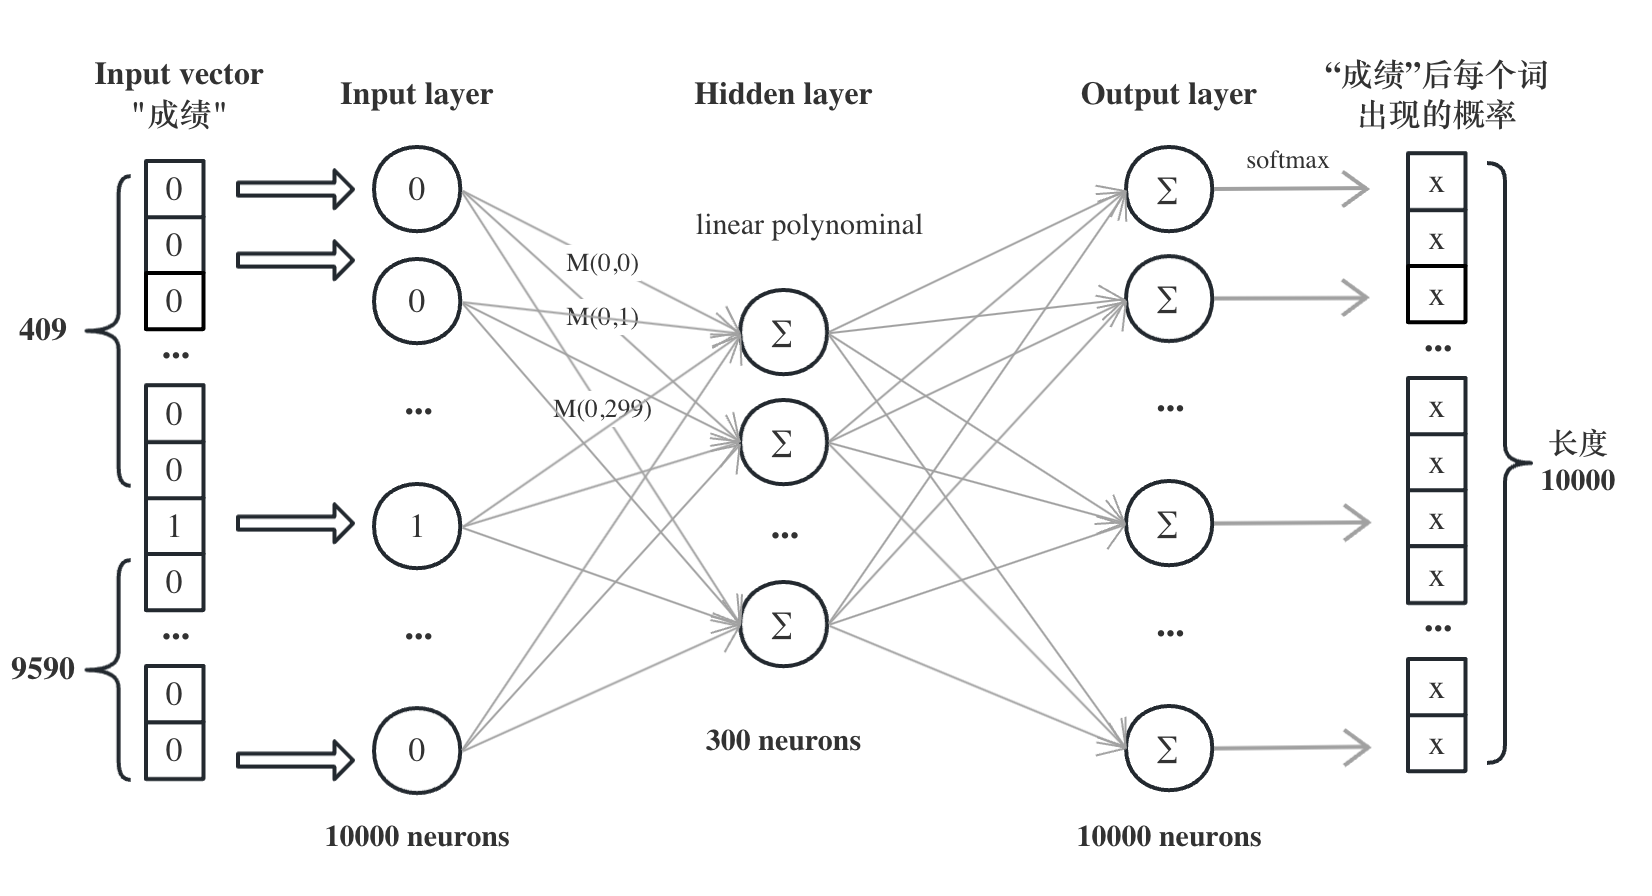 Input vector
"成绩"
Input layer
Hidden layer
Output layer
“成绩”后每个词
出现的概率
409
9590
0
0
0
...
0
0
1
0
...
0
0
0
0
...
1
...
0
10000 neurons
M(0,0)
M(0,1)
M(0,299)
linear polynominal
Σ
Σ
...
Σ
300 neurons
Σ
Σ
...
Σ
...
Σ
10000 neurons
softmax
x
x
x
...
x
x
x
x
...
x
x
长度
10000